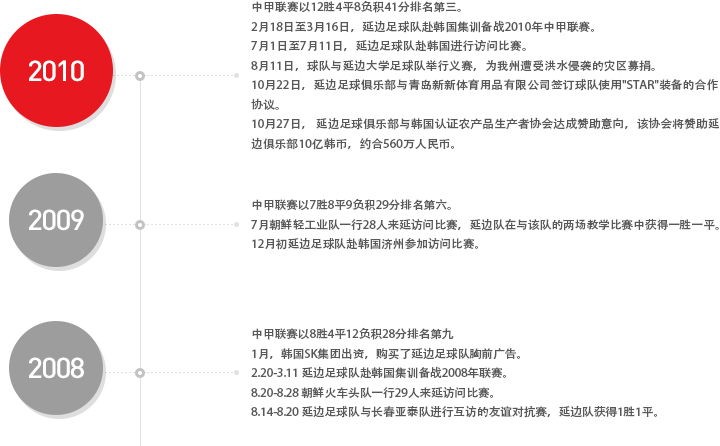 2010
中甲联赛以12胜4平8负积41分排名第三。
2月18日至3月16日，延边足球队赴韩国集训备战2010年中甲联赛。
7月1日至7月11日，延边足球队赴韩国进行访问比赛。
8月11日，球队与延边大学足球队举行义赛，为我州遭受洪水侵袭的灾区募捐。
10月22日，延边足球俱乐部与青岛新新体育用品有限公司签订球队使用"STAR"装备的合作
协议。
10月27日， 延边足球俱乐部与韩国认证农产品生产者协会达成赞助意向，该协会将赞助延
边俱乐部10亿韩币，约合560万人民币。
2009
中甲联赛以7胜8平9负积29分排名第六。
7月朝鲜轻工业队一行28人来延访问比赛，延边队在与该队的两场教学比赛中获得一胜一平。
12月初延边足球队赴韩国济州参加访问比赛。
2008
中甲联赛以8胜4平12负积28分排名第九
1月，韩国SK集团出资，购买了延边足球队胸前广告。
2.20-3.11 延边足球队赴韩国集训备战2008年联赛。
8.20-8.28 朝鲜火车头队一行29人来延访问比赛。
8.14-8.20 延边足球队与长春亚泰队进行互访的友谊对抗赛，延边队获得1胜1平。